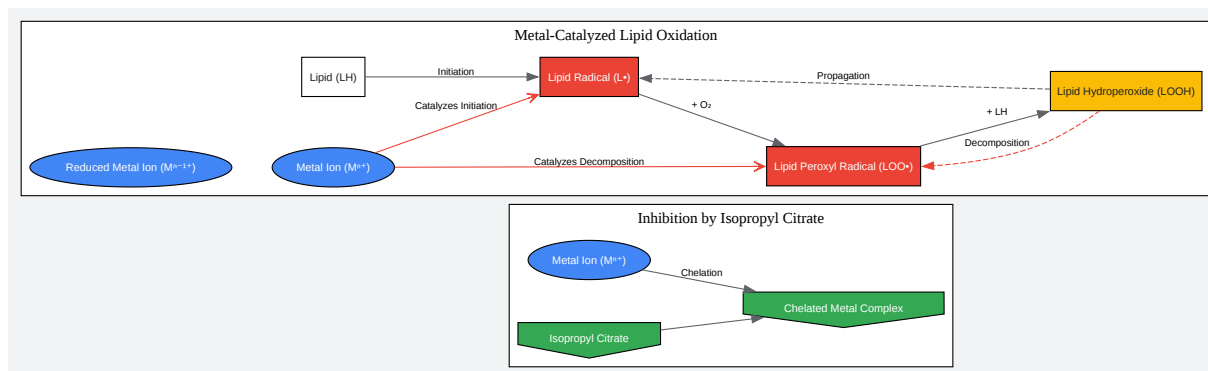 Metal-Catalyzed Lipid Oxidation
Lipid (LH)
Initiation
Lipid Radical (L•)
Propagation
Lipid Hydroperoxide (LOOH)
Catalyzes Initiation
+ O₂
+ LH
Decomposition
Reduced Metal Ion (Mⁿ⁻¹⁺)
Metal Ion (Mⁿ⁺)
Catalyzes Decomposition
Lipid Peroxyl Radical (LOO•)
Inhibition by Isopropyl Citrate
Metal Ion (Mⁿ⁺)
Chelation
Chelated Metal Complex
Isopropyl Citrate